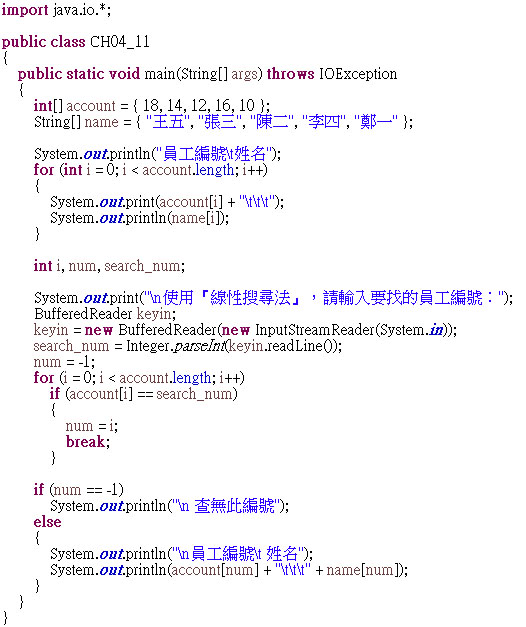 import java.io.*;
public class CH04_11
{
public static void main(String[] args) throws IOException
{
int[] account = { 18, 14, 12, 16, 10 };
String[] name = { "王五", "張三", "陳二", "李四", "鄭一" };
System.out.println("員工編號\t姓名");
for (int i = 0; i < account.length; i++)
{
System.out.print(account[i] + "\t\t\t");
System.out.println(name[i]);
}
int i, num, search_num;
System.out.print("\n使用『線性搜尋法』，請輸入要找的員工編號：");
BufferedReader keyin;
keyin = new BufferedReader(new InputStreamReader(System.in));
search_num = Integer.parseInt(keyin.readLine());
num = -1;
for (i = 0; i < account.length; i++)
if (account[i] == search_num)
{
num = i;
break;
}
if (num == -1)
System.out.println("\n 查無此編號");
else
{
System.out.println("\n員工編號\t 姓名");
System.out.println(account[num] + "\t\t\t" + name[num]);
}
}
}